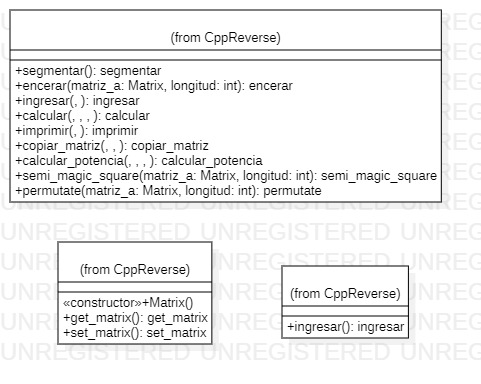 (from CppReverse)
+segmentar(): segmentar
+encerar(matriz_a: Matrix, longitud: int): encerar
+ingresar(, ): ingresar
+calcular(, , , ): calcular
+imprimir(, ): imprimir
+copiar_matriz(, , ): copiar_matriz
+calcular_potencia(, , , ): calcular_potencia
+semi_magic_square(matriz_a: Matrix, longitud: int): semi_magic_square
+permutate(matriz_a: Matrix, longitud: int): permutate
(from CppReverse)
«constructor»+Matrix()
+get_matrix(): get_matrix
+set_matrix(): set_matrix
(from CppReverse)
+ingresar(): ingresar
UNREGISTERED UNREGISTERED UNREGISTERED
UNREGISTERED UNREGISTERED UNREGISTERED